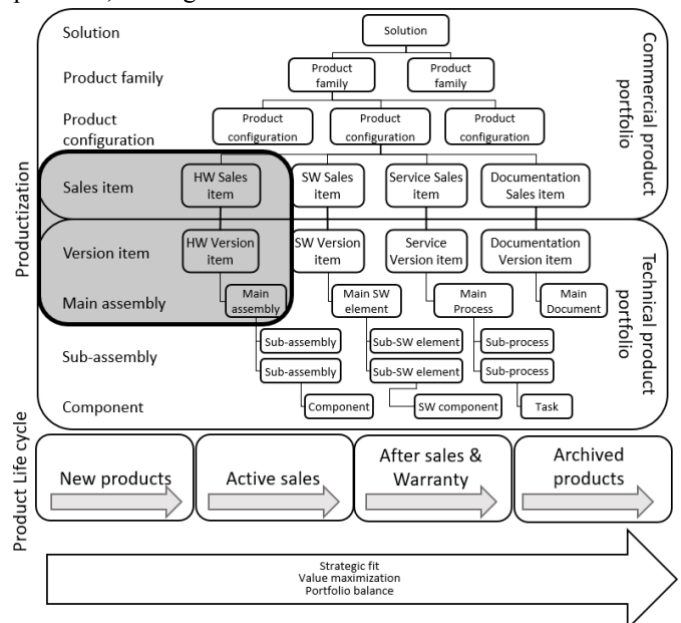 Solution
Solution
Product family
Product
family
Product
family
Product
configuration
Product
configuration
Product
configuration
Product
configuration
Commercial product
portfolio
Sales item
HW Sales
item
SW Sales
item
Service Sales
item
Documentation
Sales item
Productization
Version item
HW Version
item
SW Version
item
Service
Version item
Documentation
Version item
Main assembly
Main
assembly
Main SW
element
Main
Process
Main
Document
Technical product
portfolio
Sub-assembly
Sub-assembly
Sub-SW element
Sub-process
Sub-assembly
Sub-SW element
Sub-process
Component
Component
SW component
Task
Product Life cycle
New products
Active sales
After sales &
Warranty
Archived
products
Strategic fit
Value maximization
Portfolio balance